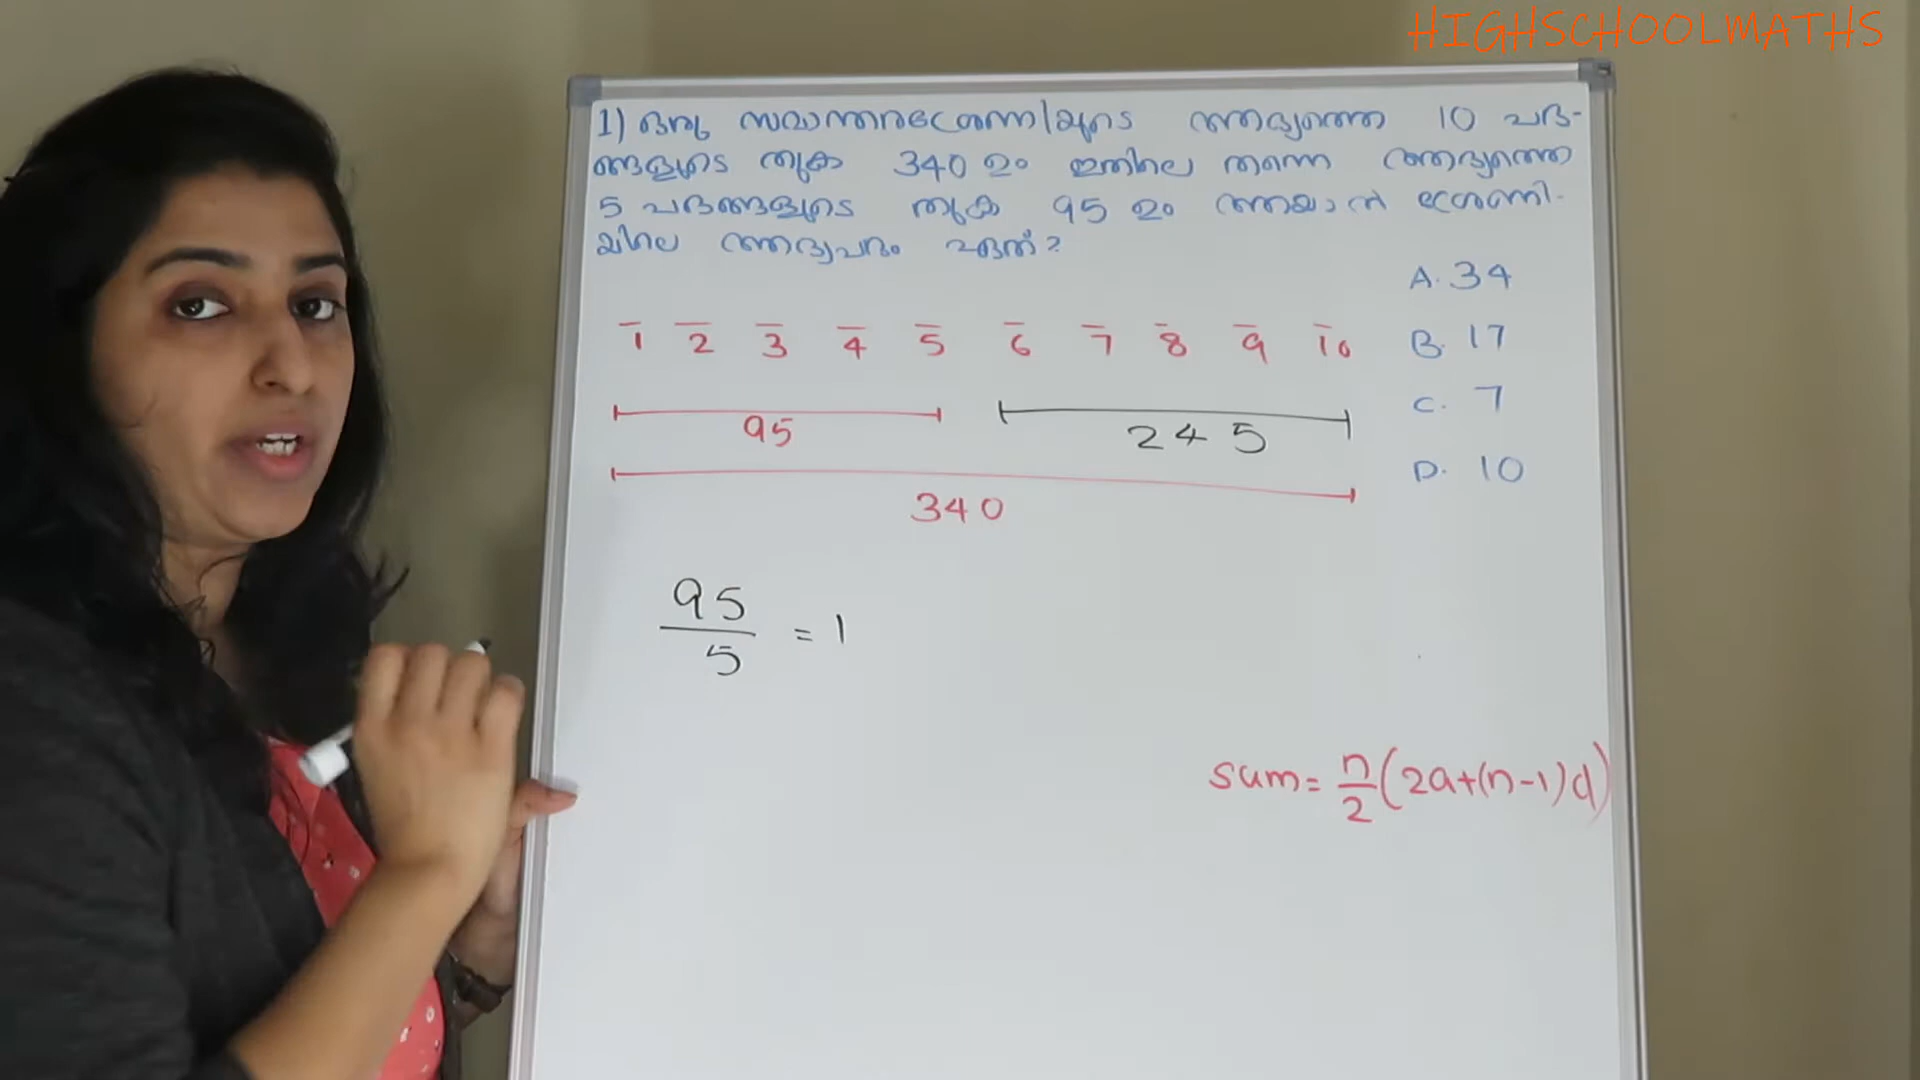 HIGHSCHOOLMATHS
1) ഒരു സമാന്തരശ്രേണിയുടെ ആദ്യത്തെ 10 പദ-
ങ്ങളുടെ തുക 340 ഉം ഇതിലെ തന്നെ ആദ്യത്തെ
5 പദങ്ങളുടെ തുക 95 ഉം ആയാൽ ശ്രേണി-
യിലെ ആദ്യപദം ഏത്?
A. 34
B. 17
C. 7
D. 10
1 2 3 4 5 6 7 8 9 10
95 245
340
95/5 = 1
sum = n/2 (2a+(n-1)d)